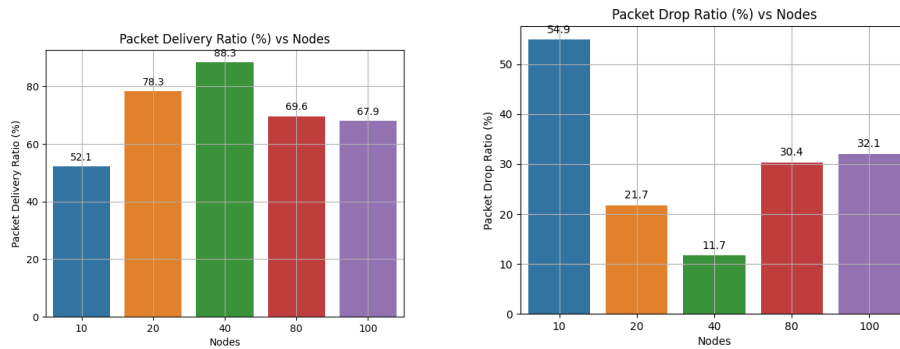 Packet Delivery Ratio (%) vs Nodes
88.3
78.3
69.6
67.9
52.1
80
60
40
20
0
Packet Delivery Ratio (%)
10 20 40 80 100
Nodes
Packet Drop Ratio (%) vs Nodes
54.9
32.1
30.4
21.7
11.7
50
40
30
20
10
0
Packet Drop Ratio (%)
10 20 40 80 100
Nodes